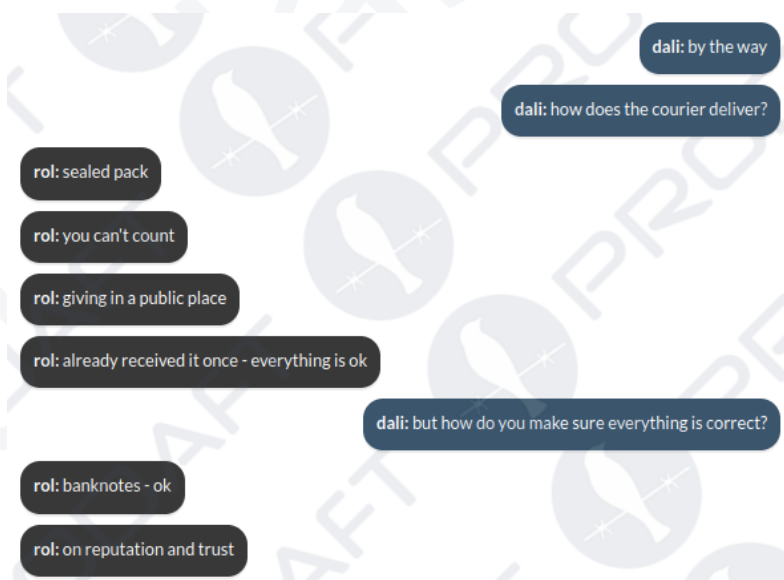 dali: by the way
dali: how does the courier deliver?
rol: sealed pack
rol: you can't count
rol: giving in a public place
rol: already received it once - everything is ok
dali: but how do you make sure everything is correct?
rol: banknotes - ok
rol: on reputation and trust